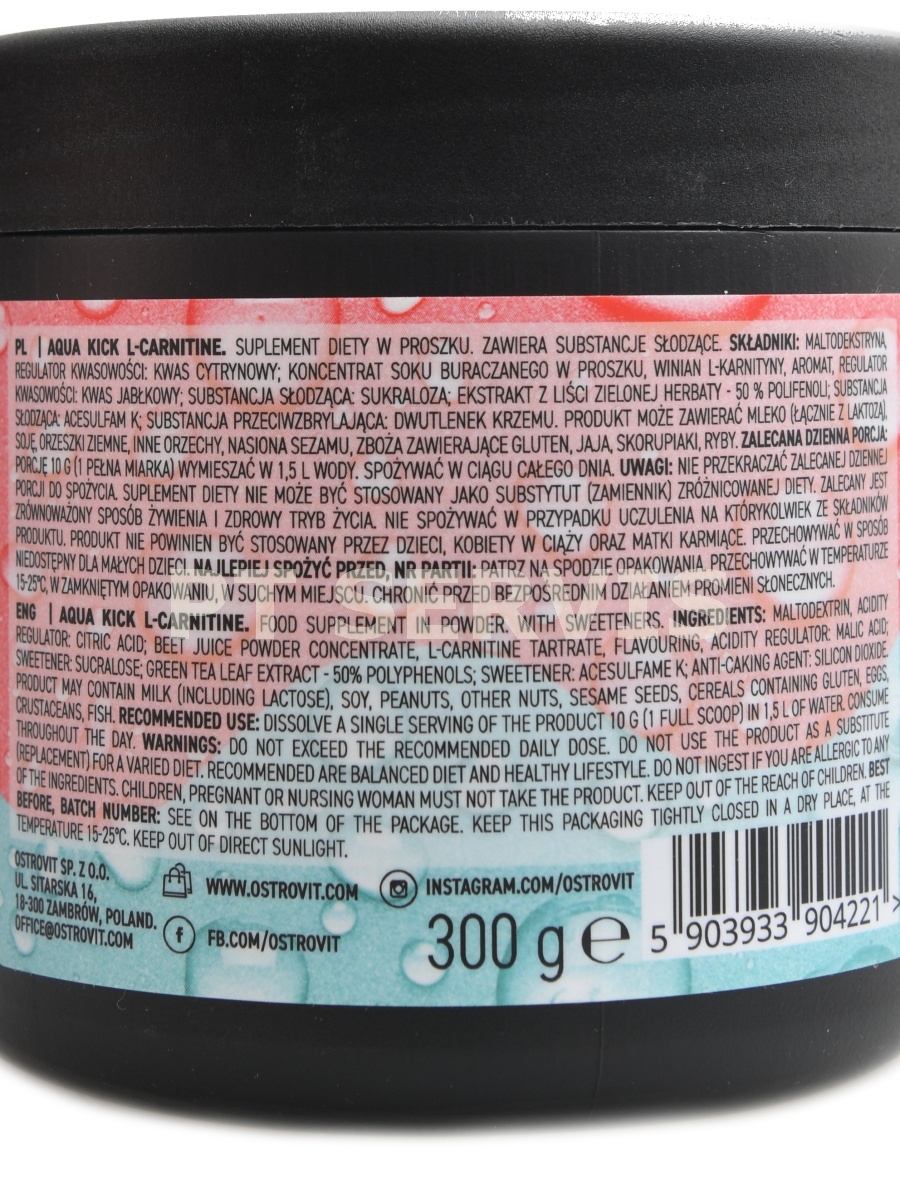 PL | AQUA KICK L-CARNITINE. SUPLEMENT DIETY W PROSZKU. ZAWIERA SUBSTANCJE SŁODZĄCE. SKŁADNIKI: MALTODEKSTRYNA,
REGULATOR KWASOWOŚCI: KWAS CYTRYNOWY; KONCENTRAT SOKU BURACZANEGO W PROSZKU, WINIAN L-KARNITYNY, AROMAT, REGULATOR
KWASOWOŚCI: KWAS JABŁKOWY; SUBSTANCJA SŁODZĄCA: SUKRALOZA; EKSTRAKT Z LIŚCI ZIELONEJ HERBATY - 50 % POLIFENOLI; SUBSTANCJA
SŁODZĄCA: ACESULFAM K; SUBSTANCJA PRZECIWZBRYLAJĄCA: DWUTLENEK KRZEMU. PRODUKT MOŻE ZAWIERAĆ MLEKO (ŁĄCZNIE Z LAKTOZĄ),
SOJĘ, ORZESZKI ZIEMNE, INNE ORZECHY, NASIONA SEZAMU, ZBOŻA ZAWIERAJĄCE GLUTEN, JAJA, SKORUPIAKI, RYBY. ZALECANA DZIENNA PORCJA:
PORCJĘ 10 G (1 PEŁNA MIARKA) WYMIESZAĆ W 1,5 L WODY. SPOŻYWAĆ W CIĄGU CAŁEGO DNIA. UWAGI: NIE PRZEKRACZAĆ ZALECANEJ DZIENNEJ
PORCJI DO SPOŻYCIA. SUPLEMENT DIETY NIE MOŻE BYĆ STOSOWANY JAKO SUBSTYTUT (ZAMIENNIK) ZRÓŻNICOWANEJ DIETY. ZALECANY JEST
ZRÓWNOWAŻONY SPOSÓB ŻYWIENIA I ZDROWY TRYB ŻYCIA. NIE SPOŻYWAĆ W PRZYPADKU UCZULENIA NA KTÓRYKOLWIEK ZE SKŁADNIKÓW
PRODUKTU. PRODUKT NIE POWINIEN BYĆ STOSOWANY PRZEZ DZIECI, KOBIETY W CIĄŻY ORAZ MATKI KARMIĄCE. PRZECHOWYWAĆ W SPOSÓB
NIEDOSTĘPNY DLA MAŁYCH DZIECI. NAJLEPIEJ SPOŻYĆ PRZED, NR PARTII: PATRZ NA SPODZIE OPAKOWANIA. PRZECHOWYWAĆ W TEMPERATURZE
15-25°C, W ZAMKNIĘTYM OPAKOWANIU, W SUCHYM MIEJSCU. CHRONIĆ PRZED BEZPOŚREDNIM DZIAŁANIEM PROMIENI SŁONECZNYCH.
ENG | AQUA KICK L-CARNITINE. FOOD SUPPLEMENT IN POWDER. WITH SWEETENERS. INGREDIENTS: MALTODEXTRIN, ACIDITY
REGULATOR: CITRIC ACID; BEET JUICE POWDER CONCENTRATE, L-CARNITINE TARTRATE, FLAVOURING, ACIDITY REGULATOR: MALIC ACID;
SWEETENER: SUCRALOSE; GREEN TEA LEAF EXTRACT - 50% POLYPHENOLS; SWEETENER: ACESULFAME K; ANTI-CAKING AGENT: SILICON DIOXIDE.
PRODUCT MAY CONTAIN MILK (INCLUDING LACTOSE), SOY, PEANUTS, OTHER NUTS, SESAME SEEDS, CEREALS CONTAINING GLUTEN, EGGS,
CRUSTACEANS, FISH. RECOMMENDED USE: DISSOLVE A SINGLE SERVING OF THE PRODUCT 10 G (1 FULL SCOOP) IN 1,5 L OF WATER. CONSUME
THROUGHOUT THE DAY. WARNINGS: DO NOT EXCEED THE RECOMMENDED DAILY DOSE. DO NOT USE THE PRODUCT AS A SUBSTITUTE
(REPLACEMENT) FOR A VARIED DIET. RECOMMENDED ARE BALANCED DIET AND HEALTHY LIFESTYLE. DO NOT INGEST IF YOU ARE ALLERGIC TO ANY
OF THE INGREDIENTS. CHILDREN, PREGNANT OR NURSING WOMAN MUST NOT TAKE THE PRODUCT. KEEP OUT OF THE REACH OF CHILDREN. BEST
BEFORE, BATCH NUMBER: SEE ON THE BOTTOM OF THE PACKAGE. KEEP THIS PACKAGING TIGHTLY CLOSED IN A DRY PLACE, AT THE
TEMPERATURE 15-25°C. KEEP OUT OF DIRECT SUNLIGHT.
PT SERVIS
OSTROVIT SP. Z O.O.
UL. SITARSKA 16,
18-300 ZAMBRÓW, POLAND.
OFFICE@OSTROVIT.COM
WWW.OSTROVIT.COM
FB.COM/OSTROVIT
INSTAGRAM.COM/OSTROVIT
300 g ℮
5 903933 904221 >